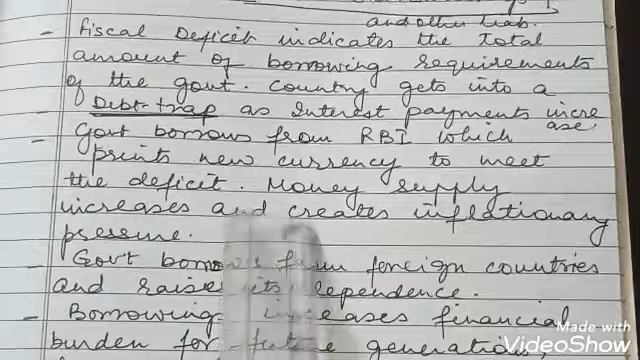 and other liab.
- Fiscal Deficit indicates the Total
amount of borrowing requirements
of the govt. Country gets into a
Debt-trap as Interest payments increase.
- Govt borrows from RBI which
prints new currency to meet
the deficit. Money supply
increases and creates inflationary
pressure.
- Govt borrows from foreign countries
and raises its dependence.
- Borrowing increases financial
burden for future generations
Made with
VideoShow